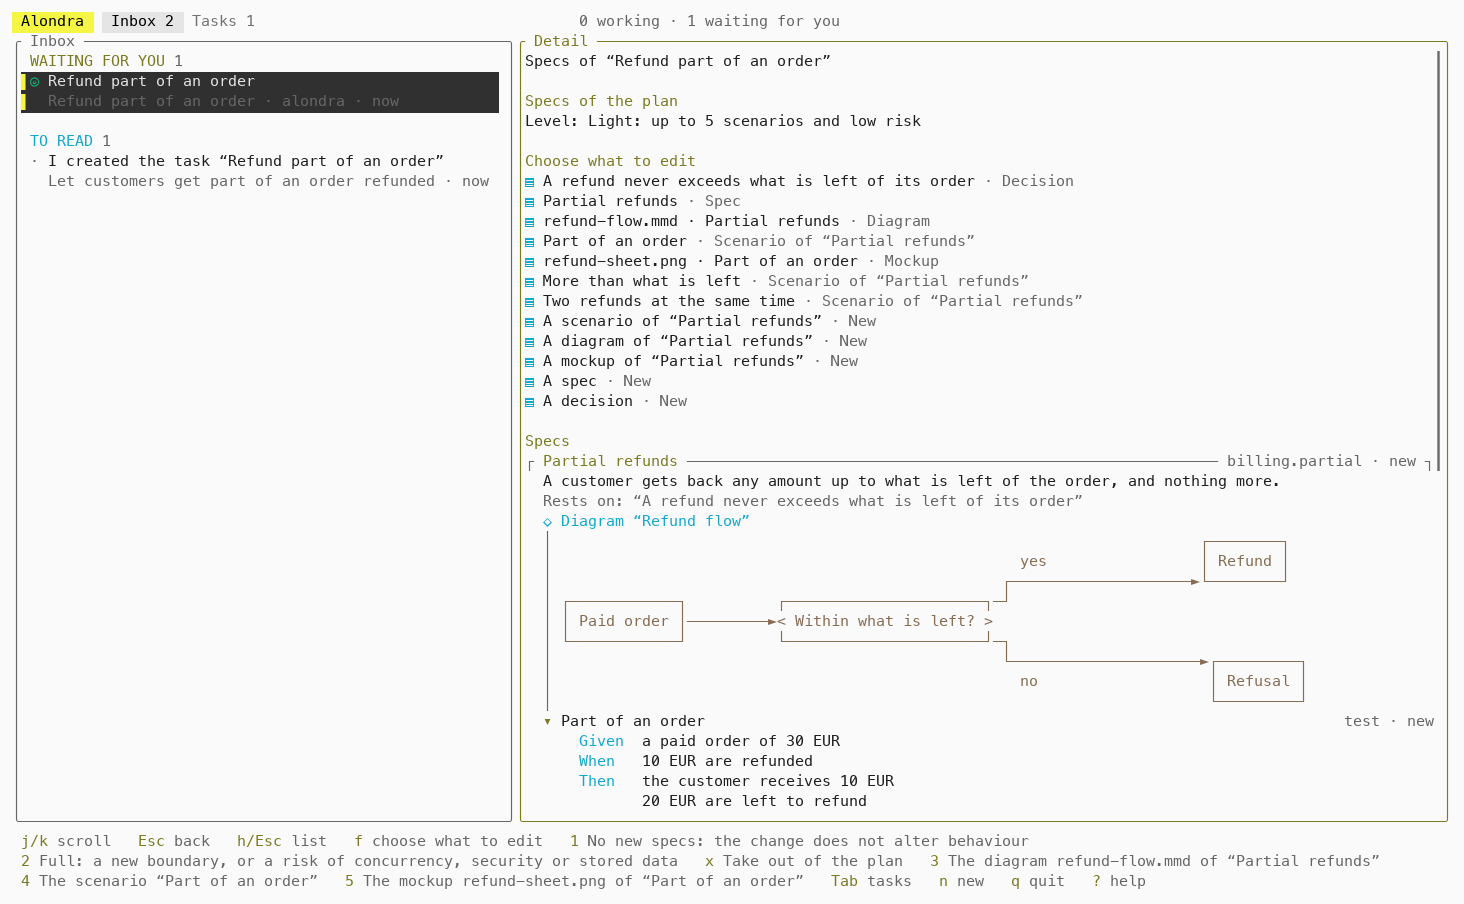 Alondra Inbox 2 Tasks 1 0 working · 1 waiting for you
Inbox
WAITING FOR YOU 1
Refund part of an order
Refund part of an order · alondra · now
TO READ 1
· I created the task “Refund part of an order”
Let customers get part of an order refunded · now
Detail
Specs of “Refund part of an order”
Specs of the plan
Level: Light: up to 5 scenarios and low risk
Choose what to edit
A refund never exceeds what is left of its order · Decision
Partial refunds · Spec
refund-flow.mmd · Partial refunds · Diagram
Part of an order · Scenario of “Partial refunds”
refund-sheet.png · Part of an order · Mockup
More than what is left · Scenario of “Partial refunds”
Two refunds at the same time · Scenario of “Partial refunds”
A scenario of “Partial refunds” · New
A diagram of “Partial refunds” · New
A mockup of “Partial refunds” · New
A spec · New
A decision · New
Specs
Partial refunds billing.partial · new
A customer gets back any amount up to what is left of the order, and nothing more.
Rests on: “A refund never exceeds what is left of its order”
◇ Diagram “Refund flow”
yes Refund
Paid order < Within what is left? >
no Refusal
▾ Part of an order test · new
Given a paid order of 30 EUR
When 10 EUR are refunded
Then the customer receives 10 EUR
20 EUR are left to refund
j/k scroll Esc back h/Esc list f choose what to edit 1 No new specs: the change does not alter behaviour
2 Full: a new boundary, or a risk of concurrency, security or stored data x Take out of the plan 3 The diagram refund-flow.mmd of “Partial refunds”
4 The scenario “Part of an order” 5 The mockup refund-sheet.png of “Part of an order” Tab tasks n new q quit ? help